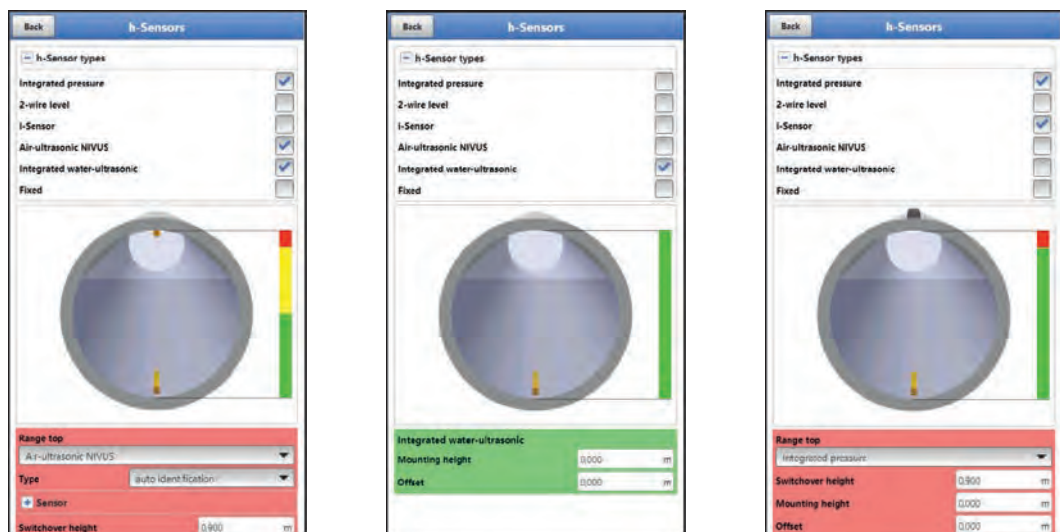 Back h-Sensors
h-Sensor types
Integrated pressure
2-wire level
i-Sensor
Air-ultrasonic NIVUS
Integrated water-ultrasonic
Fixed
Range top
Air-ultrasonic NIVUS
Type auto identification
Sensor
Switchover height 0,900 m
Back h-Sensors
h-Sensor types
Integrated pressure
2-wire level
i-Sensor
Air-ultrasonic NIVUS
Integrated water-ultrasonic
Fixed
Integrated water-ultrasonic
Mounting height 0,000 m
Offset 0,000 m
Back h-Sensors
h-Sensor types
Integrated pressure
2-wire level
i-Sensor
Air-ultrasonic NIVUS
Integrated water-ultrasonic
Fixed
Range top
Integrated pressure
Switchover height 0,900 m
Mounting height 0,000 m
Offset 0,000 m